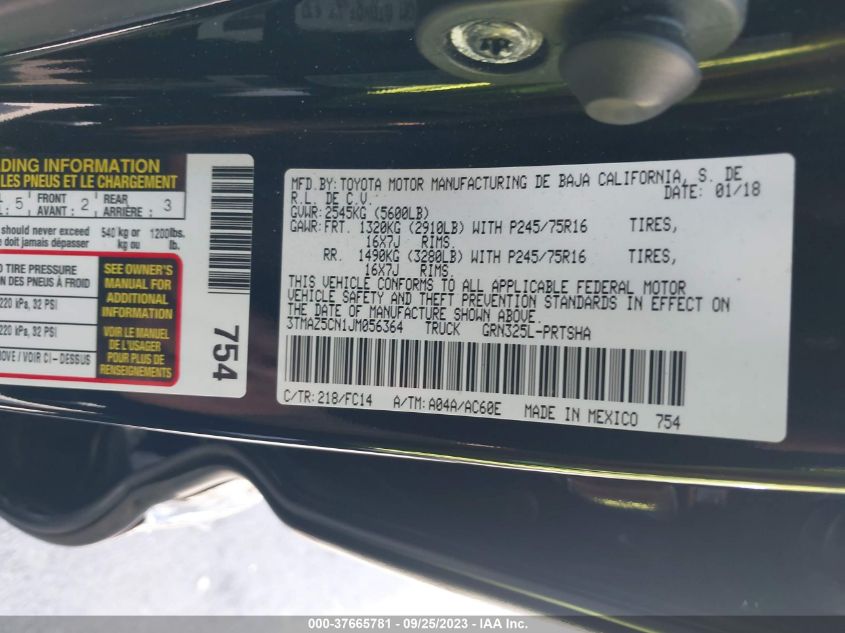 DING INFORMATION
LES PNEUS ET LE CHARGEMENT
5 FRONT AVANT : 2 REAR ARRIÈRE : 3
should never exceed
e doit jamais dépasser
540 kg or 1200lbs.
kg ou lb.
TIRE PRESSURE
ON DES PNEUS À FROID
220 kPa, 32 PSI
220 kPa, 32 PSI
BOVE / VOIR CI - DESSUS
SEE OWNER'S
MANUAL FOR
ADDITIONAL
INFORMATION
VOIR LE MANUEL
DE L'USAGER
POUR PLUS DE
RENSEIGNEMENTS
754
MFD.BY:TOYOTA MOTOR MANUFACTURING DE BAJA CALIFORNIA, S. DE
R.L. DE C.V. DATE: 01/18
GVWR:2545KG (5600LB)
GAWR:FRT. 1320KG (2910LB) WITH P245/75R16 TIRES,
16X7J RIMS.
RR. 1490KG (3280LB) WITH P245/75R16 TIRES,
16X7J RIMS.
THIS VEHICLE CONFORMS TO ALL APPLICABLE FEDERAL MOTOR
VEHICLE SAFETY AND THEFT PREVENTION STANDARDS IN EFFECT ON
THE DATE OF MANUFACTURE SHOWN ABOVE.
3TMAZ5CN1JM056364 TRUCK GRN325L-PRTSHA
C/TR:218/FC14 A/TM:A04A/AC60E MADE IN MEXICO 754
000-37665781 - 09/25/2023 - IAA Inc.